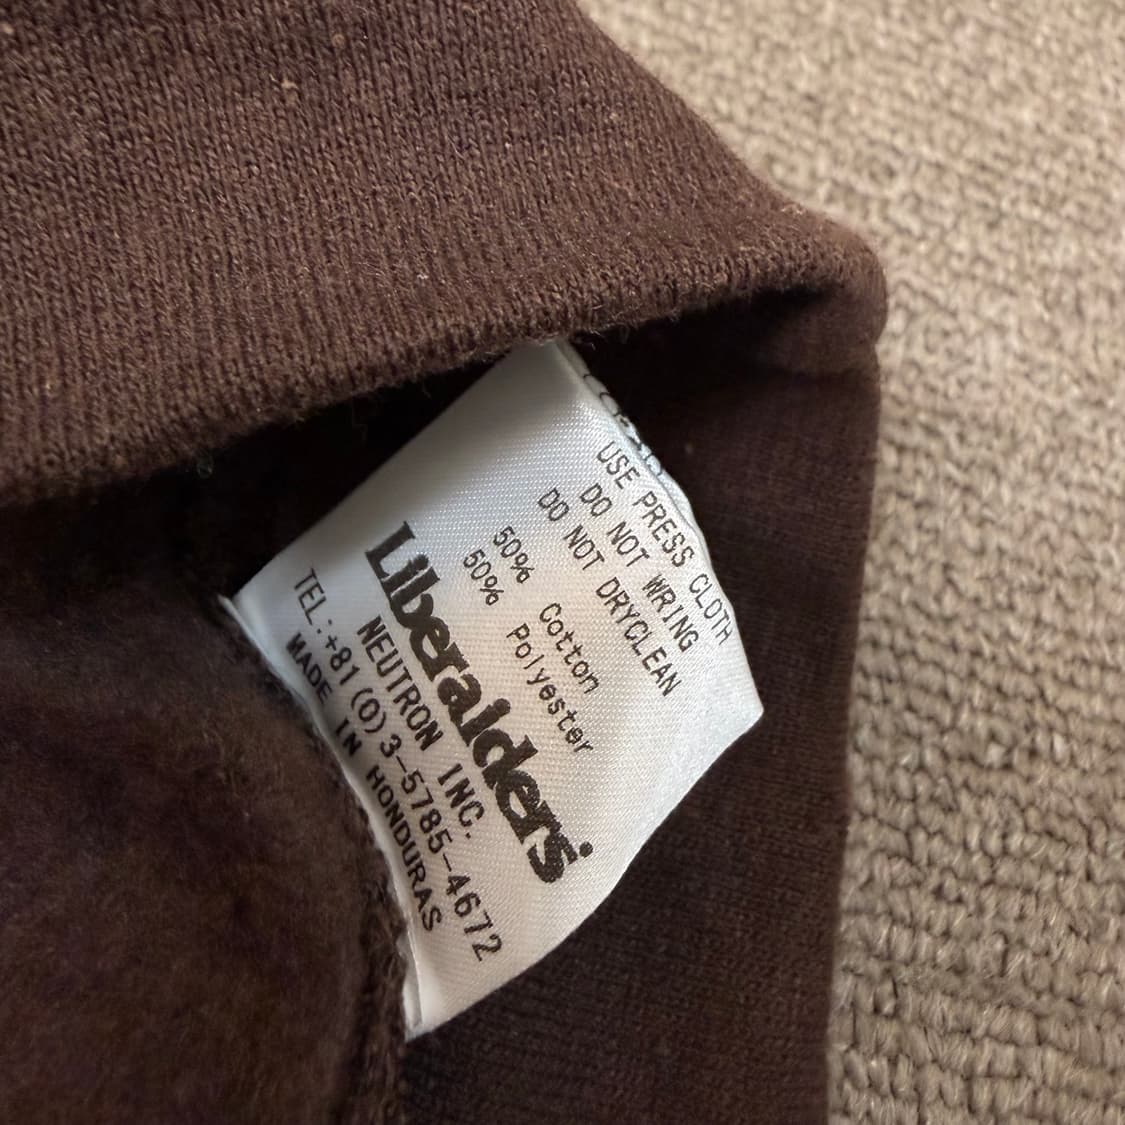 USE PRESS CLOTH
DO NOT WRING
DO NOT DRYCLEAN
50% Cotton
50% Polyester
Liberaiders
NEUTRON INC.
TEL:+81(0)3-5785-4672
MADE IN HONDURAS